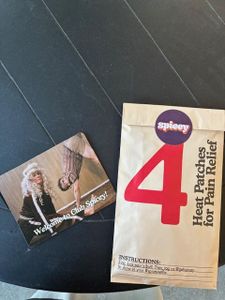 Welcome to Club Spicey!
spicey
4
Heat Patches
for Pain Relief
INSTRUCTIONS: